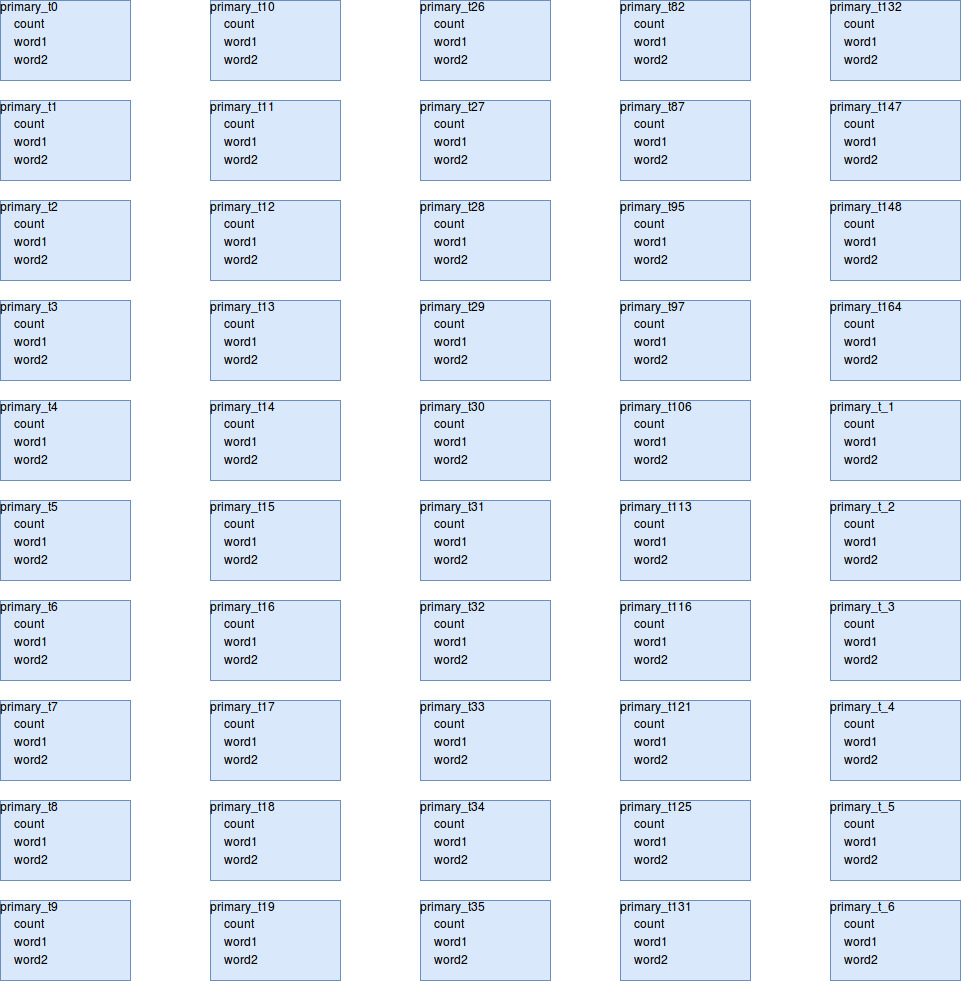 primary_t0
count
word1
word2
primary_t1
count
word1
word2
primary_t2
count
word1
word2
primary_t3
count
word1
word2
primary_t4
count
word1
word2
primary_t5
count
word1
word2
primary_t6
count
word1
word2
primary_t7
count
word1
word2
primary_t8
count
word1
word2
primary_t9
count
word1
word2
primary_t10
count
word1
word2
primary_t11
count
word1
word2
primary_t12
count
word1
word2
primary_t13
count
word1
word2
primary_t14
count
word1
word2
primary_t15
count
word1
word2
primary_t16
count
word1
word2
primary_t17
count
word1
word2
primary_t18
count
word1
word2
primary_t19
count
word1
word2
primary_t26
count
word1
word2
primary_t27
count
word1
word2
primary_t28
count
word1
word2
primary_t29
count
word1
word2
primary_t30
count
word1
word2
primary_t31
count
word1
word2
primary_t32
count
word1
word2
primary_t33
count
word1
word2
primary_t34
count
word1
word2
primary_t35
count
word1
word2
primary_t82
count
word1
word2
primary_t87
count
word1
word2
primary_t95
count
word1
word2
primary_t97
count
word1
word2
primary_t106
count
word1
word2
primary_t113
count
word1
word2
primary_t116
count
word1
word2
primary_t121
count
word1
word2
primary_t125
count
word1
word2
primary_t131
count
word1
word2
primary_t132
count
word1
word2
primary_t147
count
word1
word2
primary_t148
count
word1
word2
primary_t164
count
word1
word2
primary_t_1
count
word1
word2
primary_t_2
count
word1
word2
primary_t_3
count
word1
word2
primary_t_4
count
word1
word2
primary_t_5
count
word1
word2
primary_t_6
count
word1
word2